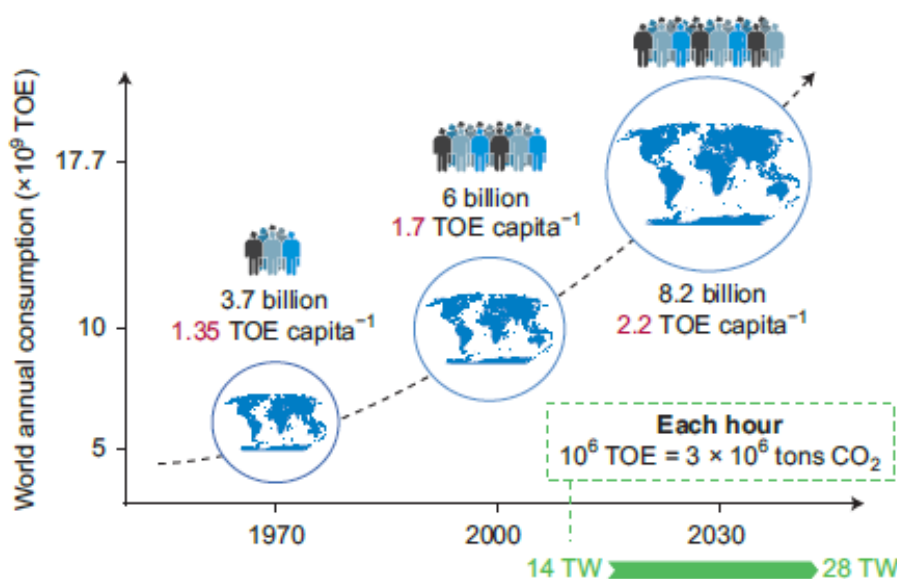 World annual consumption (×10⁹ TOE)
17.7
10
5
3.7 billion
1.35 TOE capita⁻¹
6 billion
1.7 TOE capita⁻¹
8.2 billion
2.2 TOE capita⁻¹
Each hour
10⁶ TOE = 3 × 10⁶ tons CO₂
1970
2000
2030
14 TW
28 TW